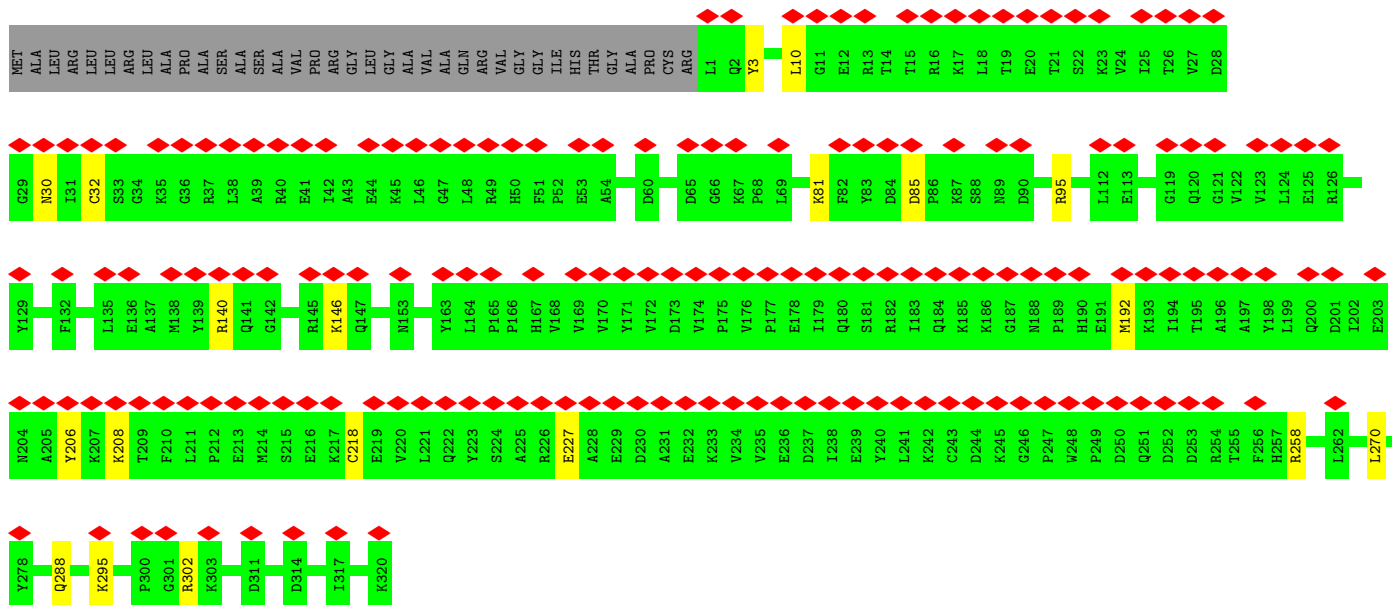 MET ALA LEU ARG LEU LEU LEU ARG LEU ALA PRO ALA SER ALA SER ALA VAL PRO ARG GLY LEU GLY ALA VAL ALA GLN ARG VAL GLY GLY ILE HIS THR GLY ALA PRO CYS ARG L1 Q2 Y3 L10 G11 E12 R13 T14 T15 R16 K17 L18 T19 E20 T21 S22 K23 V24 I25 T26 V27 D28
G29 N30 I31 C32 S33 G34 K35 G36 R37 L38 A39 R40 E41 I42 A43 E44 K45 L46 G47 L48 R49 H50 F51 P52 E53 A54 D60 D65 G66 K67 P68 L69 K81 F82 Y83 D84 D85 P86 K87 S88 N89 D90 R95 L112 E113 G119 Q120 G121 V122 V123 L124 E125 R126
Y129 F132 L135 E136 A137 M138 Y139 R140 Q141 G142 R145 K146 Q147 N153 Y163 L164 P165 P166 H167 V168 V169 V170 Y171 V172 D173 V174 P175 V176 P177 E178 I179 Q180 S181 R182 I183 Q184 K185 K186 G187 N188 P189 H190 E191 M192 K193 I194 T195 A196 A197 Y198 L199 Q200 D201 I202 E203
N204 A205 Y206 K207 K208 T209 F210 L211 P212 E213 M214 S215 E216 K217 C218 E219 V220 L221 Q222 Y223 S224 A225 R226 E227 A228 E229 D230 A231 E232 K233 V234 V235 E236 D237 I238 E239 Y240 L241 K242 C243 D244 K245 G246 P247 W248 P249 D250 Q251 D252 D253 R254 T255 F256 H257 R258 L262 L270
Y278 Q288 K295 P300 G301 R302 K303 D311 D314 I317 K320